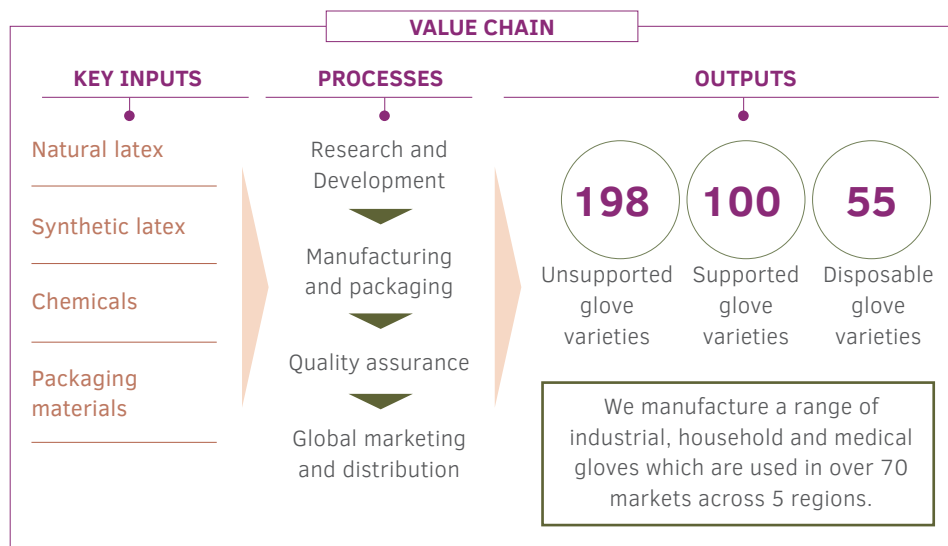 VALUE CHAIN
KEY INPUTS
Natural latex
Synthetic latex
Chemicals
Packaging
materials
PROCESSES
Research and
Development
Manufacturing
and packaging
Quality assurance
Global marketing
and distribution
OUTPUTS
198
Unsupported
glove
varieties
100
Supported
glove
varieties
55
Disposable
glove
varieties
We manufacture a range of
industrial, household and medical
gloves which are used in over 70
markets across 5 regions.